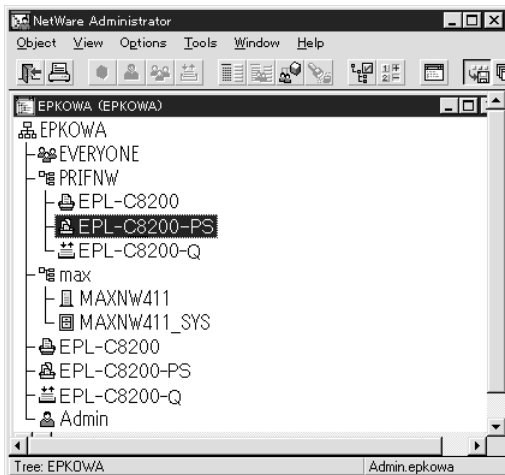 NetWare Administrator
Object View Options Tools Window Help
EPKOWA (EPKOWA)
EPKOWA
EVERYONE
PRIFNW
EPL-C8200
EPL-C8200-PS
EPL-C8200-Q
max
MAXNW411
MAXNW411_SYS
EPL-C8200
EPL-C8200-PS
EPL-C8200-Q
Admin
Tree: EPKOWA Admin.epkowa